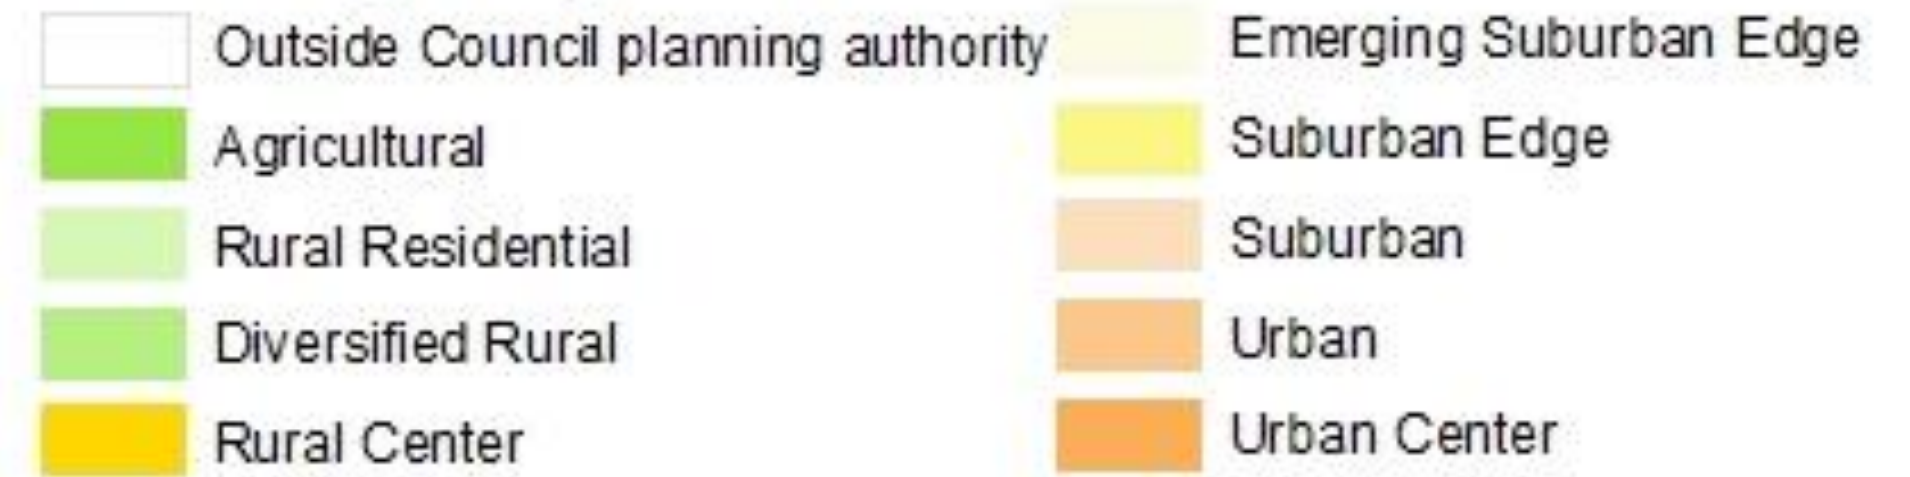 Outside Council planning authority
Agricultural
Rural Residential
Diversified Rural
Rural Center
Emerging Suburban Edge
Suburban Edge
Suburban
Urban
Urban Center